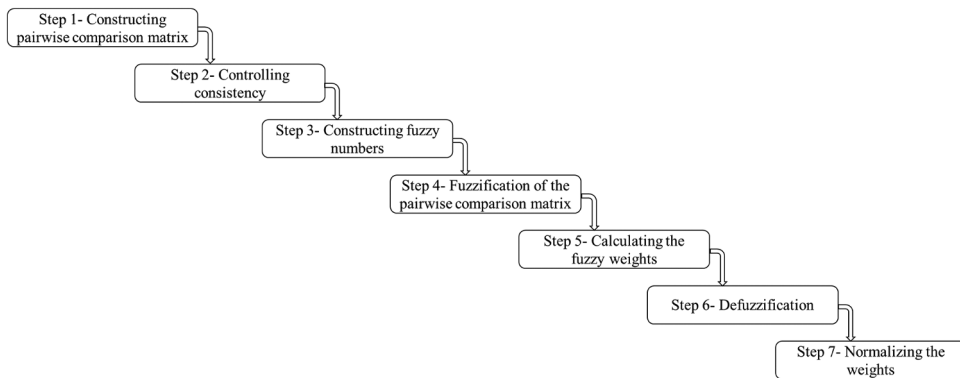 Step 1- Constructing
pairwise comparison matrix
Step 2- Controlling
consistency
Step 3- Constructing fuzzy
numbers
Step 4- Fuzzification of the
pairwise comparison matrix
Step 5- Calculating the
fuzzy weights
Step 6- Defuzzification
Step 7- Normalizing the
weights